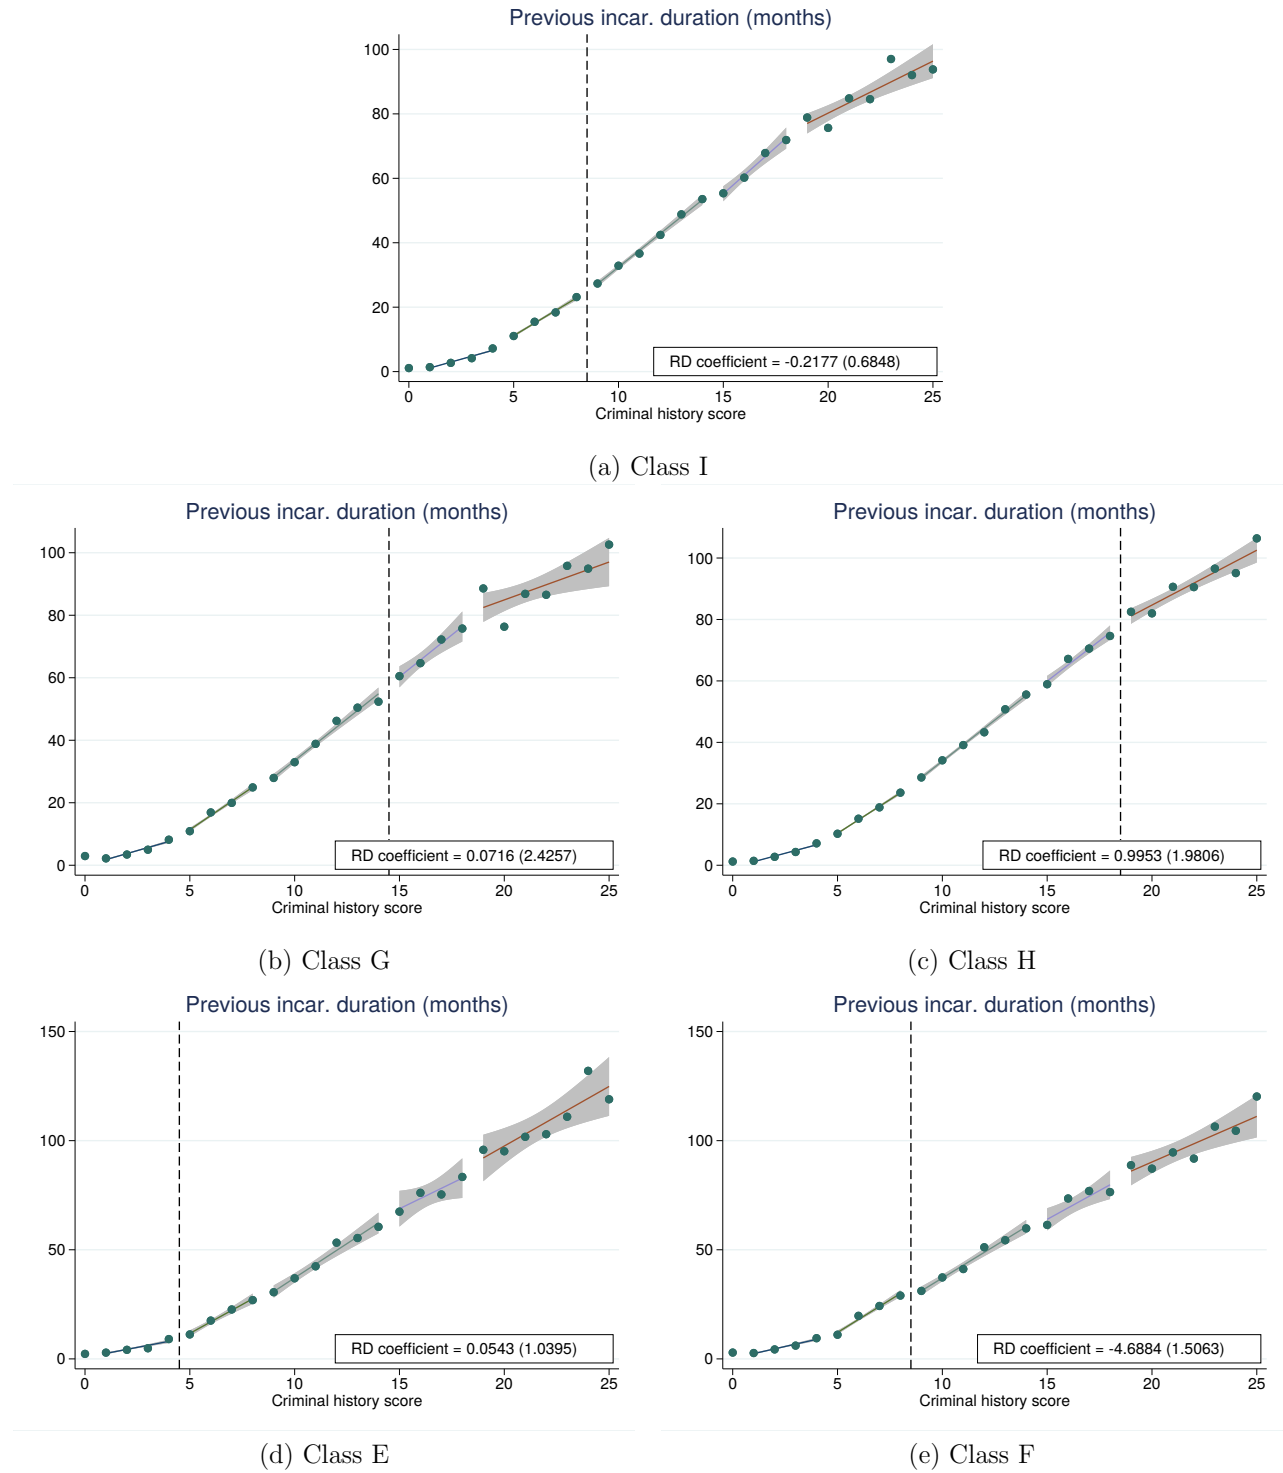 Previous incar. duration (months)
100
80
60
40
20
0
RD coefficient = -0.2177 (0.6848)
0 5 10 15 20 25
Criminal history score
(a) Class I
Previous incar. duration (months)
100
80
60
40
20
0
RD coefficient = 0.0716 (2.4257)
0 5 10 15 20 25
Criminal history score
(b) Class G
Previous incar. duration (months)
100
80
60
40
20
0
RD coefficient = 0.9953 (1.9806)
0 5 10 15 20 25
Criminal history score
(c) Class H
Previous incar. duration (months)
150
100
50
0
RD coefficient = 0.0543 (1.0395)
0 5 10 15 20 25
Criminal history score
(d) Class E
Previous incar. duration (months)
150
100
50
0
RD coefficient = -4.6884 (1.5063)
0 5 10 15 20 25
Criminal history score
(e) Class F